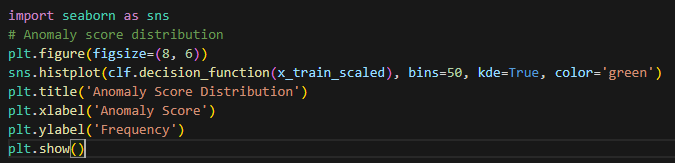 import seaborn as sns
# Anomaly score distribution
plt.figure(figsize=(8, 6))
sns.histplot(clf.decision_function(x_train_scaled), bins=50, kde=True, color='green')
plt.title('Anomaly Score Distribution')
plt.xlabel('Anomaly Score')
plt.ylabel('Frequency')
plt.show()